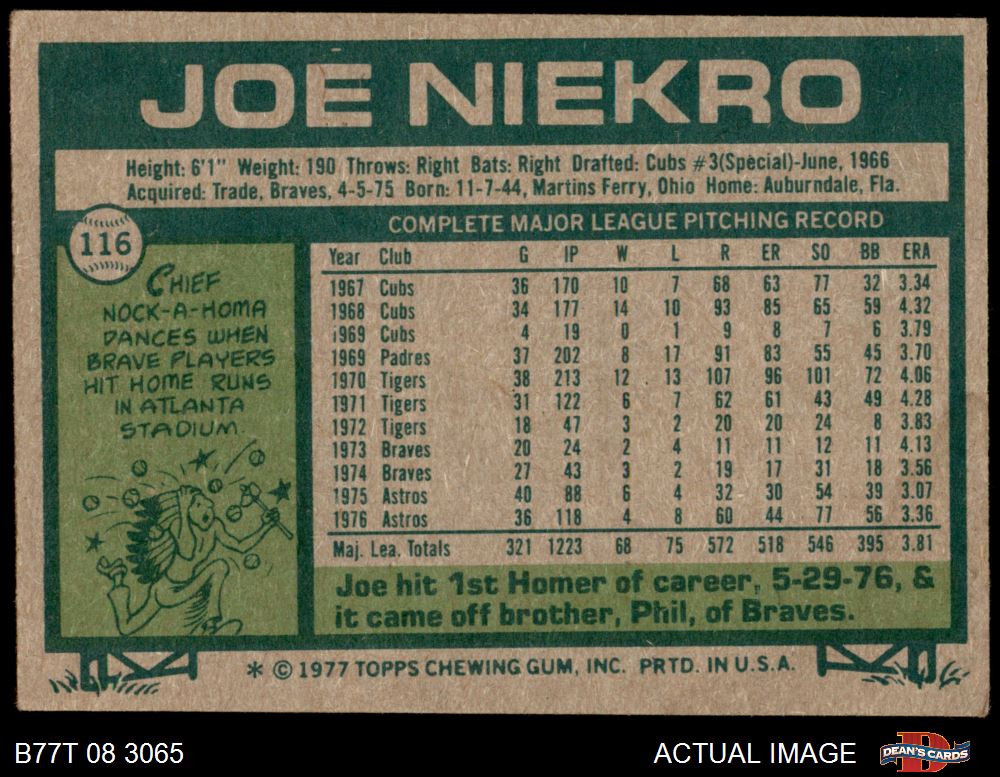 JOE NIEKRO
Height: 6'1" Weight: 190 Throws: Right Bats: Right Drafted: Cubs #3(Special)-June, 1966
Acquired: Trade, Braves, 4-5-75 Born: 11-7-44, Martins Ferry, Ohio Home: Auburndale, Fla.
116
COMPLETE MAJOR LEAGUE PITCHING RECORD
CHIEF
NOCK-A-HOMA
DANCES WHEN
BRAVE PLAYERS
HIT HOME RUNS
IN ATLANTA
STADIUM.
Year Club G IP W L R ER SO BB ERA
1967 Cubs 36 170 10 7 68 63 77 32 3.34
1968 Cubs 34 177 14 10 93 85 65 59 4.32
1969 Cubs 4 19 0 1 9 8 7 6 3.79
1969 Padres 37 202 8 17 91 83 55 45 3.70
1970 Tigers 38 213 12 13 107 96 101 72 4.06
1971 Tigers 31 122 6 7 62 61 43 49 4.28
1972 Tigers 18 47 3 2 20 20 24 8 3.83
1973 Braves 20 24 2 4 11 11 12 11 4.13
1974 Braves 27 43 3 2 19 17 31 18 3.56
1975 Astros 40 88 6 4 32 30 54 39 3.07
1976 Astros 36 118 4 8 60 44 77 56 3.36
Maj. Lea. Totals 321 1223 68 75 572 518 546 395 3.81
Joe hit 1st Homer of career, 5-29-76, &
it came off brother, Phil, of Braves.
* © 1977 TOPPS CHEWING GUM, INC. PRTD. IN U.S.A.
B77T 08 3065
ACTUAL IMAGE
D
DEAN'S CARDS